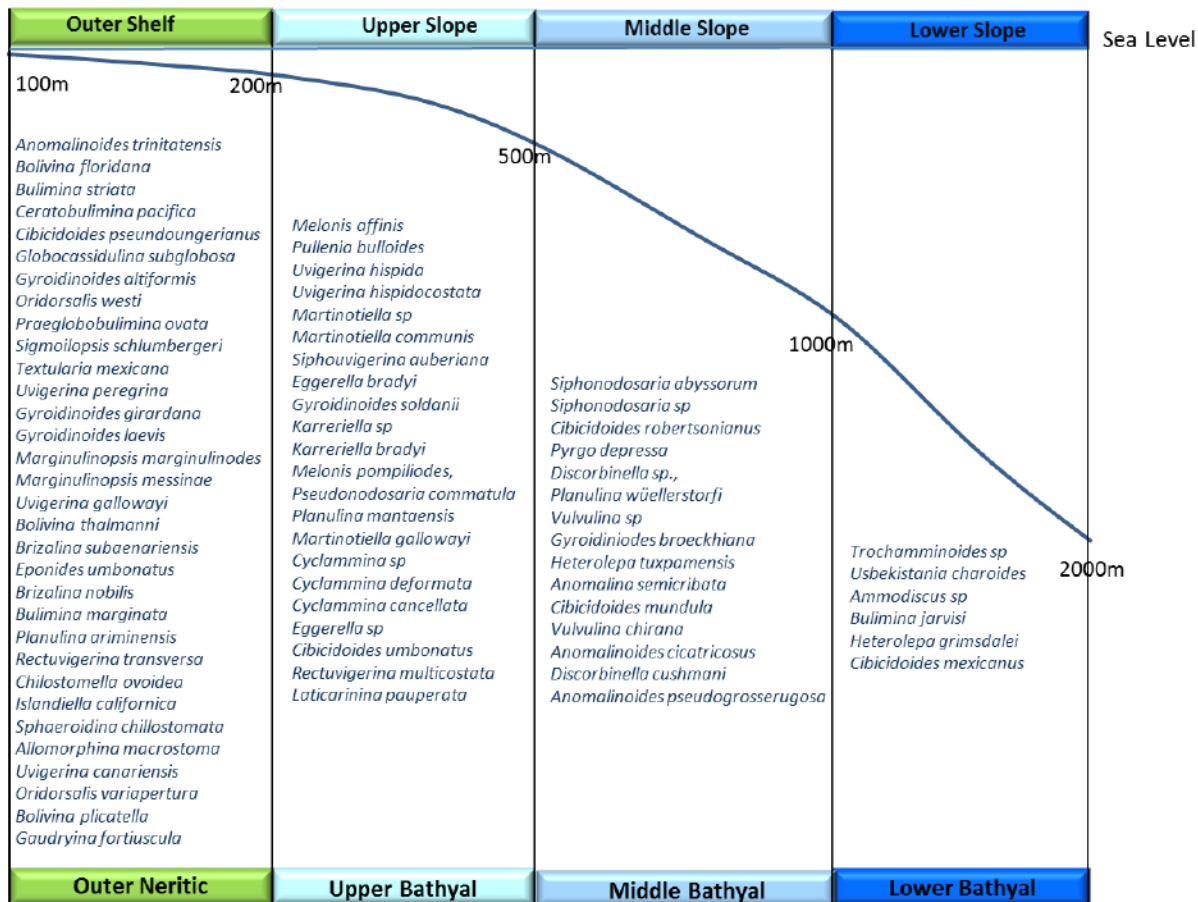 Outer Shelf
Upper Slope
Middle Slope
Lower Slope
Sea Level
100m
200m
500m
1000m
2000m
Anomalinoides trinitatensis
Bolivina floridana
Bulimina striata
Ceratobulimina pacifica
Cibicidoides pseundoungerianus
Globocassidulina subglobosa
Gyroidinoides altiformis
Oridorsalis westi
Praeglobobulimina ovata
Sigmoilopsis schlumbergeri
Textularia mexicana
Uvigerina peregrina
Gyroidinoides girardana
Gyroidinoides laevis
Marginulinopsis marginulinodes
Marginulinopsis messinae
Uvigerina gallowayi
Bolivina thalmanni
Brizalina subaenariensis
Eponides umbonatus
Brizalina nobilis
Bulimina marginata
Planulina ariminensis
Rectuvigerina transversa
Chilostomella ovoidea
Islandiella californica
Sphaeroidina chillostomata
Allomorphina macrostoma
Uvigerina canariensis
Oridorsalis variapertura
Bolivina plicatella
Gaudryina fortiuscula
Melonis affinis
Pullenia bulloides
Uvigerina hispida
Uvigerina hispidocostata
Martinotiella sp
Martinotiella communis
Siphouvigerina auberiana
Eggerella bradyi
Gyroidinoides soldanii
Karreriella sp
Karreriella bradyi
Melonis pompiliodes,
Pseudonodosaria commatula
Planulina mantaensis
Martinotiella gallowayi
Cyclammina sp
Cyclammina deformata
Cyclammina cancellata
Eggerella sp
Cibicidoides umbonatus
Rectuvigerina multicostata
Laticarinina pauperata
Siphonodosaria abyssorum
Siphonodosaria sp
Cibicidoides robertsonianus
Pyrgo depressa
Discorbinella sp.,
Planulina wüellerstorfi
Vulvulina sp
Gyroidiniodes broeckhiana
Heterolepa tuxpamensis
Anomalina semicribata
Cibicidoides mundula
Vulvulina chirana
Anomalinoides cicatricosus
Discorbinella cushmani
Anomalinoides pseudogrosserugosa
Trochamminoides sp
Usbekistania charoides
Ammodiscus sp
Bulimina jarvisi
Heterolepa grimsdalei
Cibicidoides mexicanus
Outer Neritic
Upper Bathyal
Middle Bathyal
Lower Bathyal